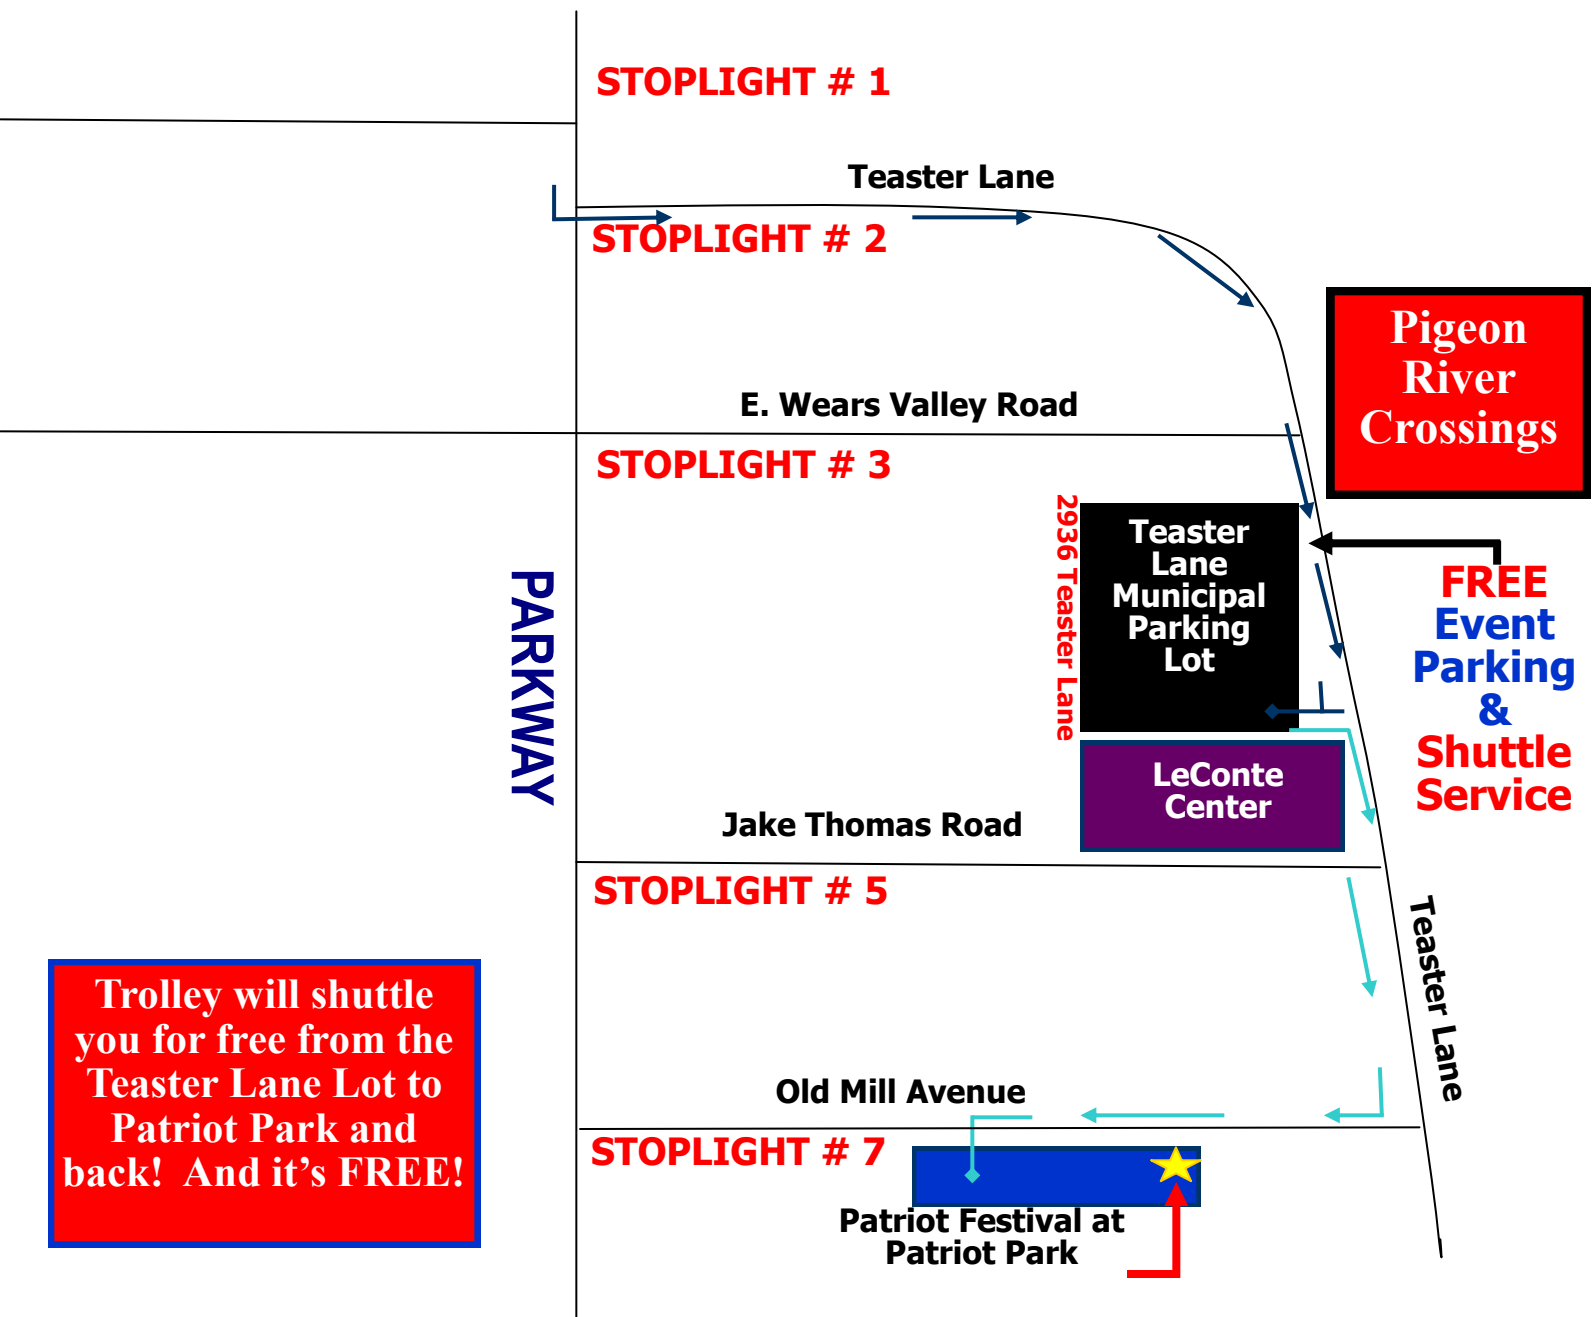 STOPLIGHT # 1
Teaster Lane
STOPLIGHT # 2
Pigeon
River
Crossings
E. Wears Valley Road
STOPLIGHT # 3
2936 Teaster Lane
Teaster
Lane
Municipal
Parking
Lot
FREE
Event
Parking
&
Shuttle
Service
PARKWAY
LeConte
Center
Jake Thomas Road
STOPLIGHT # 5
Teaster Lane
Trolley will shuttle
you for free from the
Teaster Lane Lot to
Patriot Park and
back!  And it’s FREE!
Old Mill Avenue
STOPLIGHT # 7
Patriot Festival at
Patriot Park